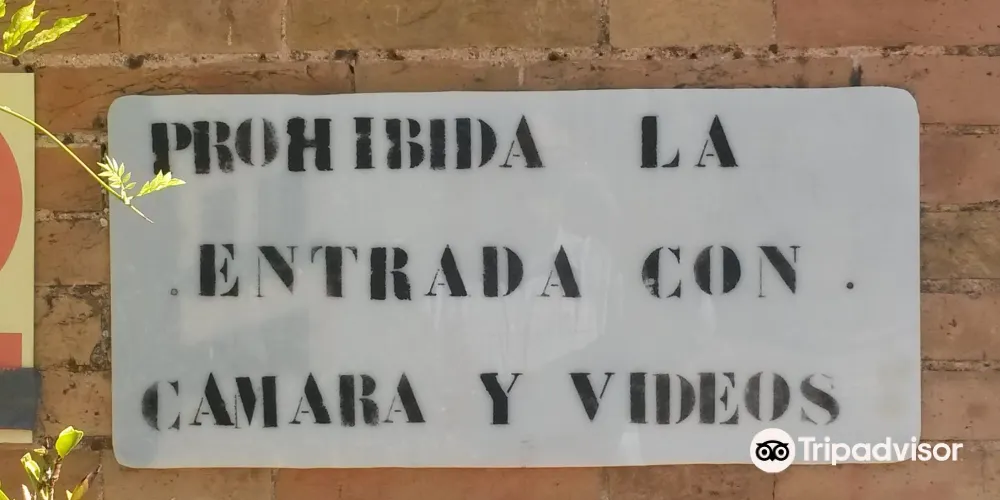 PROHIBIDA LA
ENTRADA CON
CAMARA Y VIDEOS
Tripadvisor